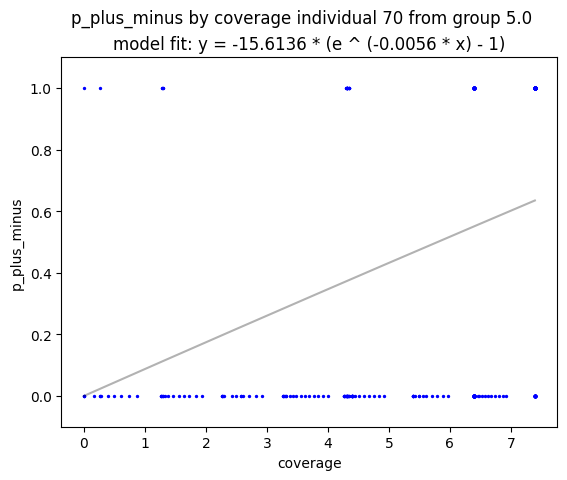 p_plus_minus by coverage individual 70 from group 5.0
model fit: y = -15.6136 * (e ^ (-0.0056 * x) - 1)
1.0
0.8
0.6
0.4
0.2
0.0
p_plus_minus
0 1 2 3 4 5 6 7
coverage